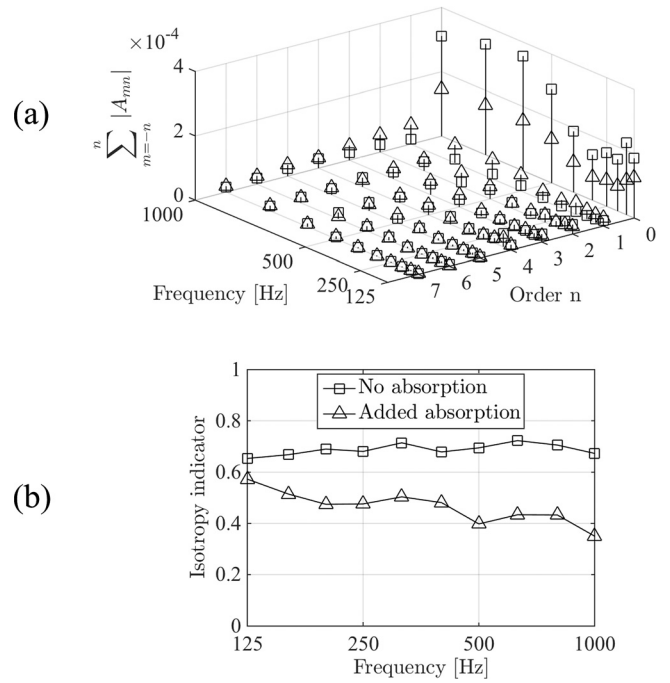 (a)
×10⁻⁴
4
2
0
n
∑ |A_{mn}|
m=−n
1000
500
250
125
Frequency [Hz]
7 6 5 4 3 2 1 0
Order n
(b)
1
0.8
0.6
0.4
0.2
0
Isotropy indicator
No absorption
Added absorption
125 250 500 1000
Frequency [Hz]